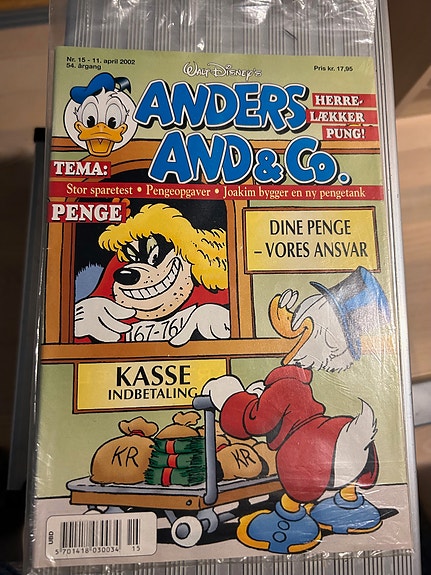 Nr. 15 - 11. april 2002
54. årgang
Walt Disney's
Pris kr. 17,95
ANDERS
AND & Co.
HERRE-
LÆKKER
PUNG!
TEMA:
Stor sparetest • Pengeopgaver • Joakim bygger en ny pengetank
PENGE
DINE PENGE
– VORES ANSVAR
167-761
KASSE
INDBETALING
KR
KR
UBD
5 701418 030034
15